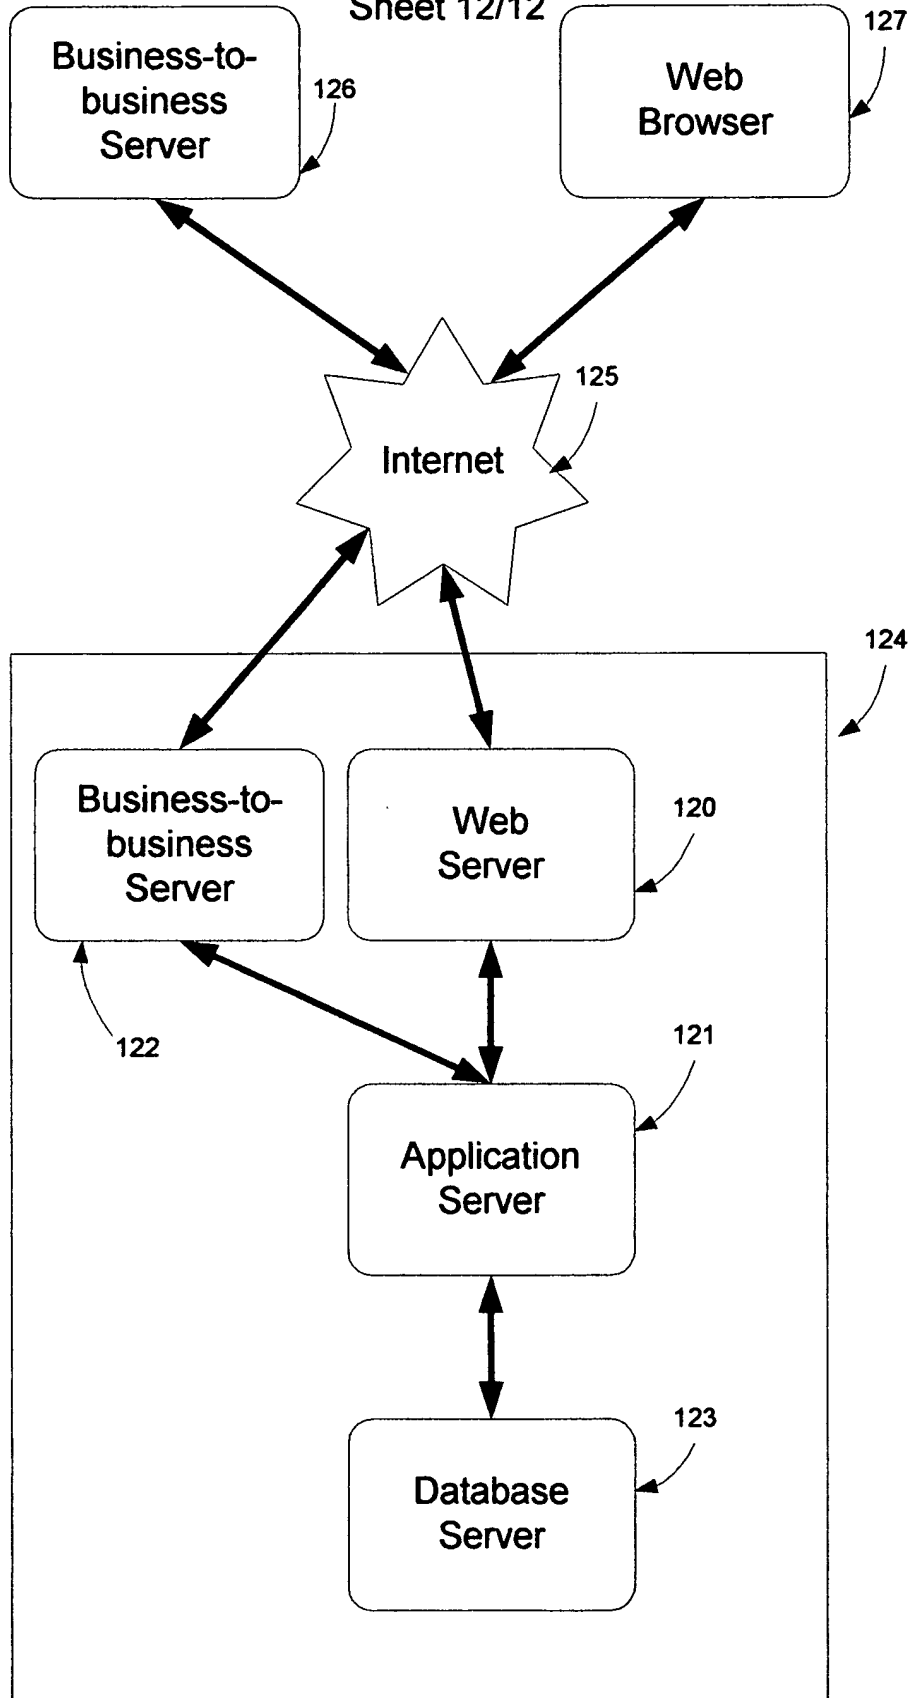 Sheet 12/12
Business-to-
business
Server
126
Web
Browser
127
Internet
125
124
Business-to-
business
Server
122
Web
Server
120
Application
Server
121
Database
Server
123